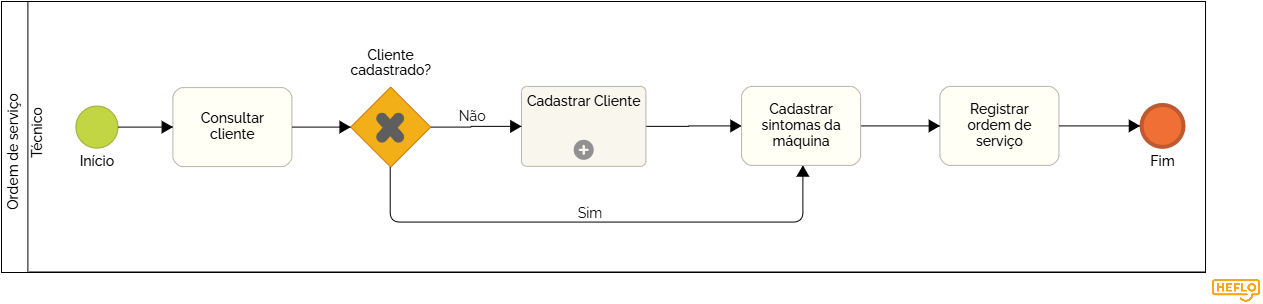 Ordem de serviço
Técnico
Início
Consultar
cliente
Cliente
cadastrado?
Não
Sim
Cadastrar Cliente
Cadastrar
sintomas da
máquina
Registrar
ordem de
serviço
Fim
HEFLO